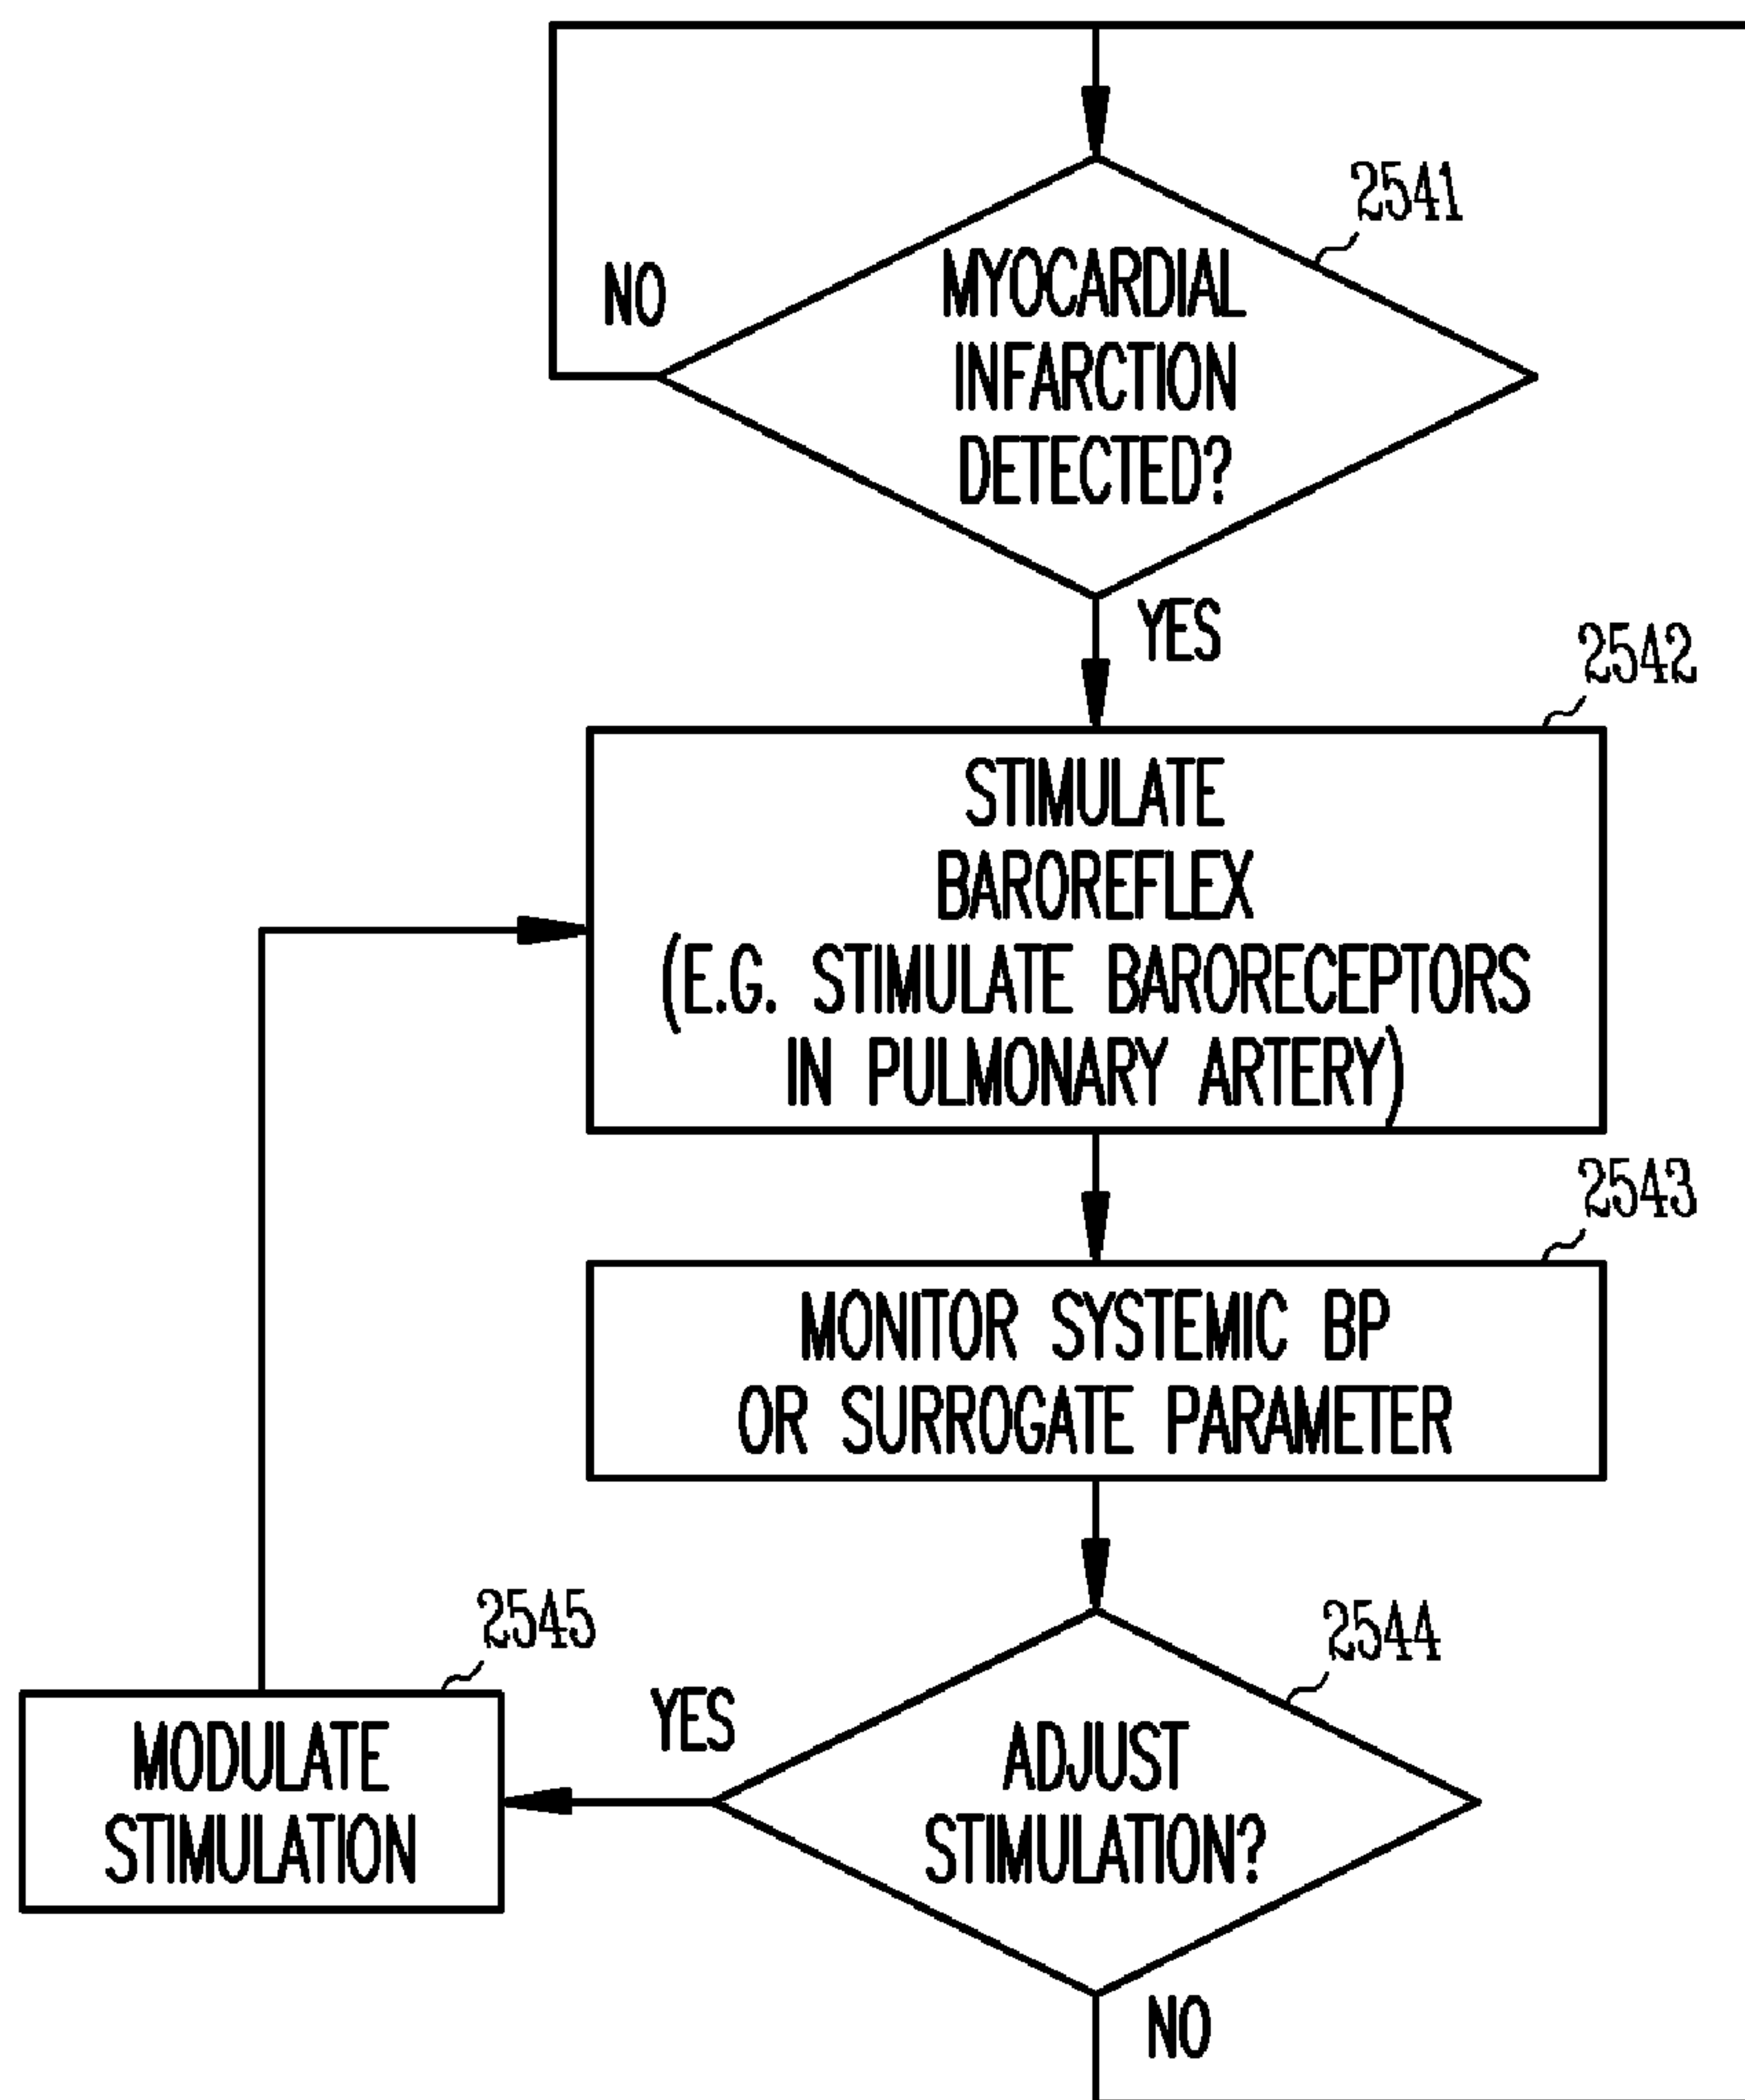 2541
NO
MYOCARDIAL
INFARCTION
DETECTED?
YES
2542
STIMULATE
BAROREFLEX
(E.G. STIMULATE BARORECEPTORS
IN PULMONARY ARTERY)
2543
MONITOR SYSTEMIC BP
OR SURROGATE PARAMETER
2545
2544
YES
MODULATE
STIMULATION
ADJUST
STIMULATION?
NO